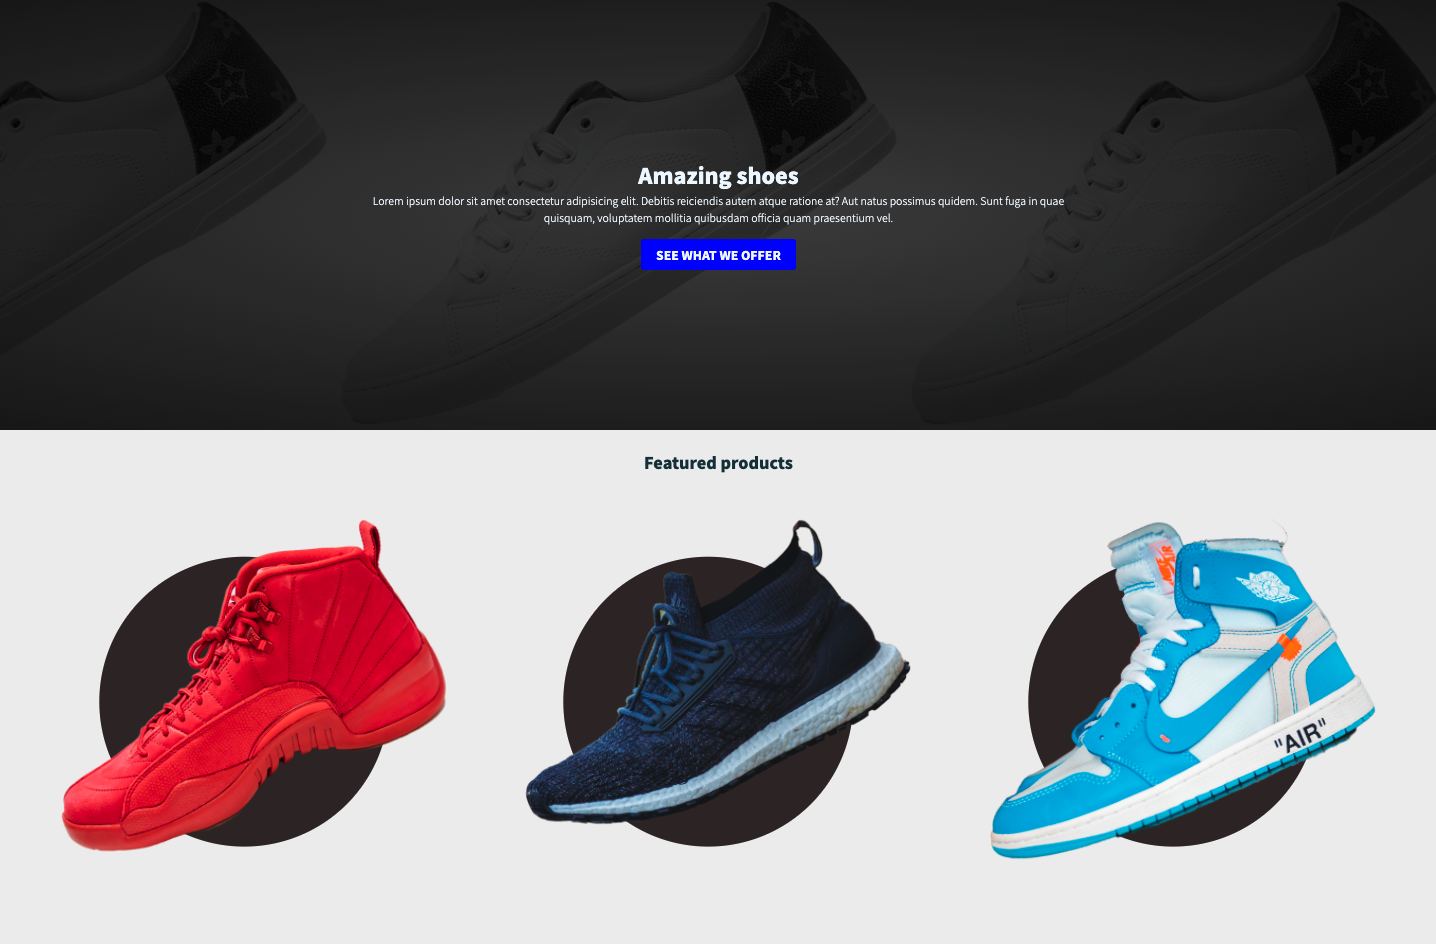 Amazing shoes
Lorem ipsum dolor sit amet consectetur adipisicing elit. Debitis reiciendis autem atque ratione at? Aut natus possimus quidem. Sunt fuga in quae
quisquam, voluptatem mollitia quibusdam officia quam praesentium vel.
SEE WHAT WE OFFER
Featured products
"AIR"